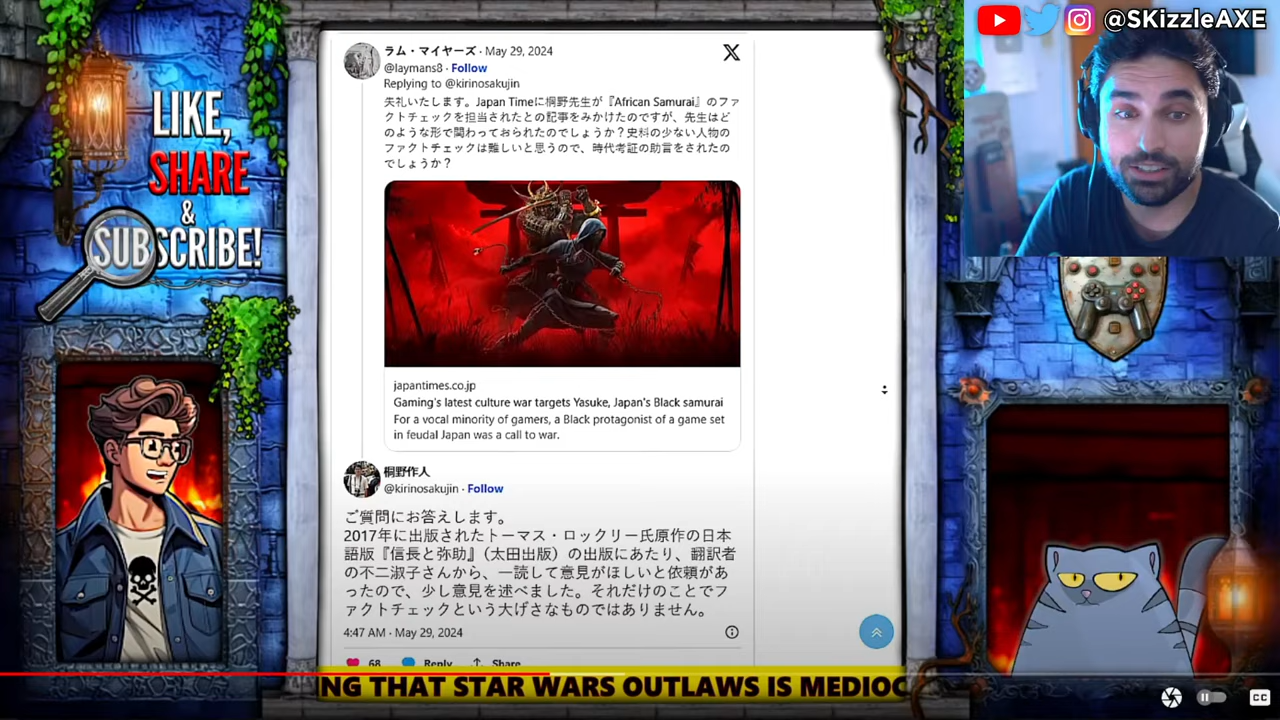 @SKizzleAXE
LIKE,
SHARE
&
SUBSCRIBE!
ラム・マイヤーズ · May 29, 2024
@laymans8 · Follow
Replying to @kirinosakujin
失礼いたします。Japan Timeに桐野先生が『African Samurai』のファ
クトチェックを担当されたとの記事をみかけたのですが、先生はど
のような形で関わっておられたのでしょうか？史料の少ない人物の
ファクトチェックは難しいと思うので、時代考証の助言をされたの
でしょうか？
japantimes.co.jp
Gaming's latest culture war targets Yasuke, Japan's Black samurai
For a vocal minority of gamers, a Black protagonist of a game set
in feudal Japan was a call to war.
桐野作人
@kirinosakujin · Follow
ご質問にお答えします。
2017年に出版されたトーマス・ロックリー氏原作の日本
語版『信長と弥助』（太田出版）の出版にあたり、翻訳者
の不二淑子さんから、一読して意見がほしいと依頼があ
ったので、少し意見を述べました。それだけのことでフ
ァクトチェックという大げさなものではありません。
4:47 AM · May 29, 2024
68 Reply Share
NG THAT STAR WARS OUTLAWS IS MEDIOC
CC